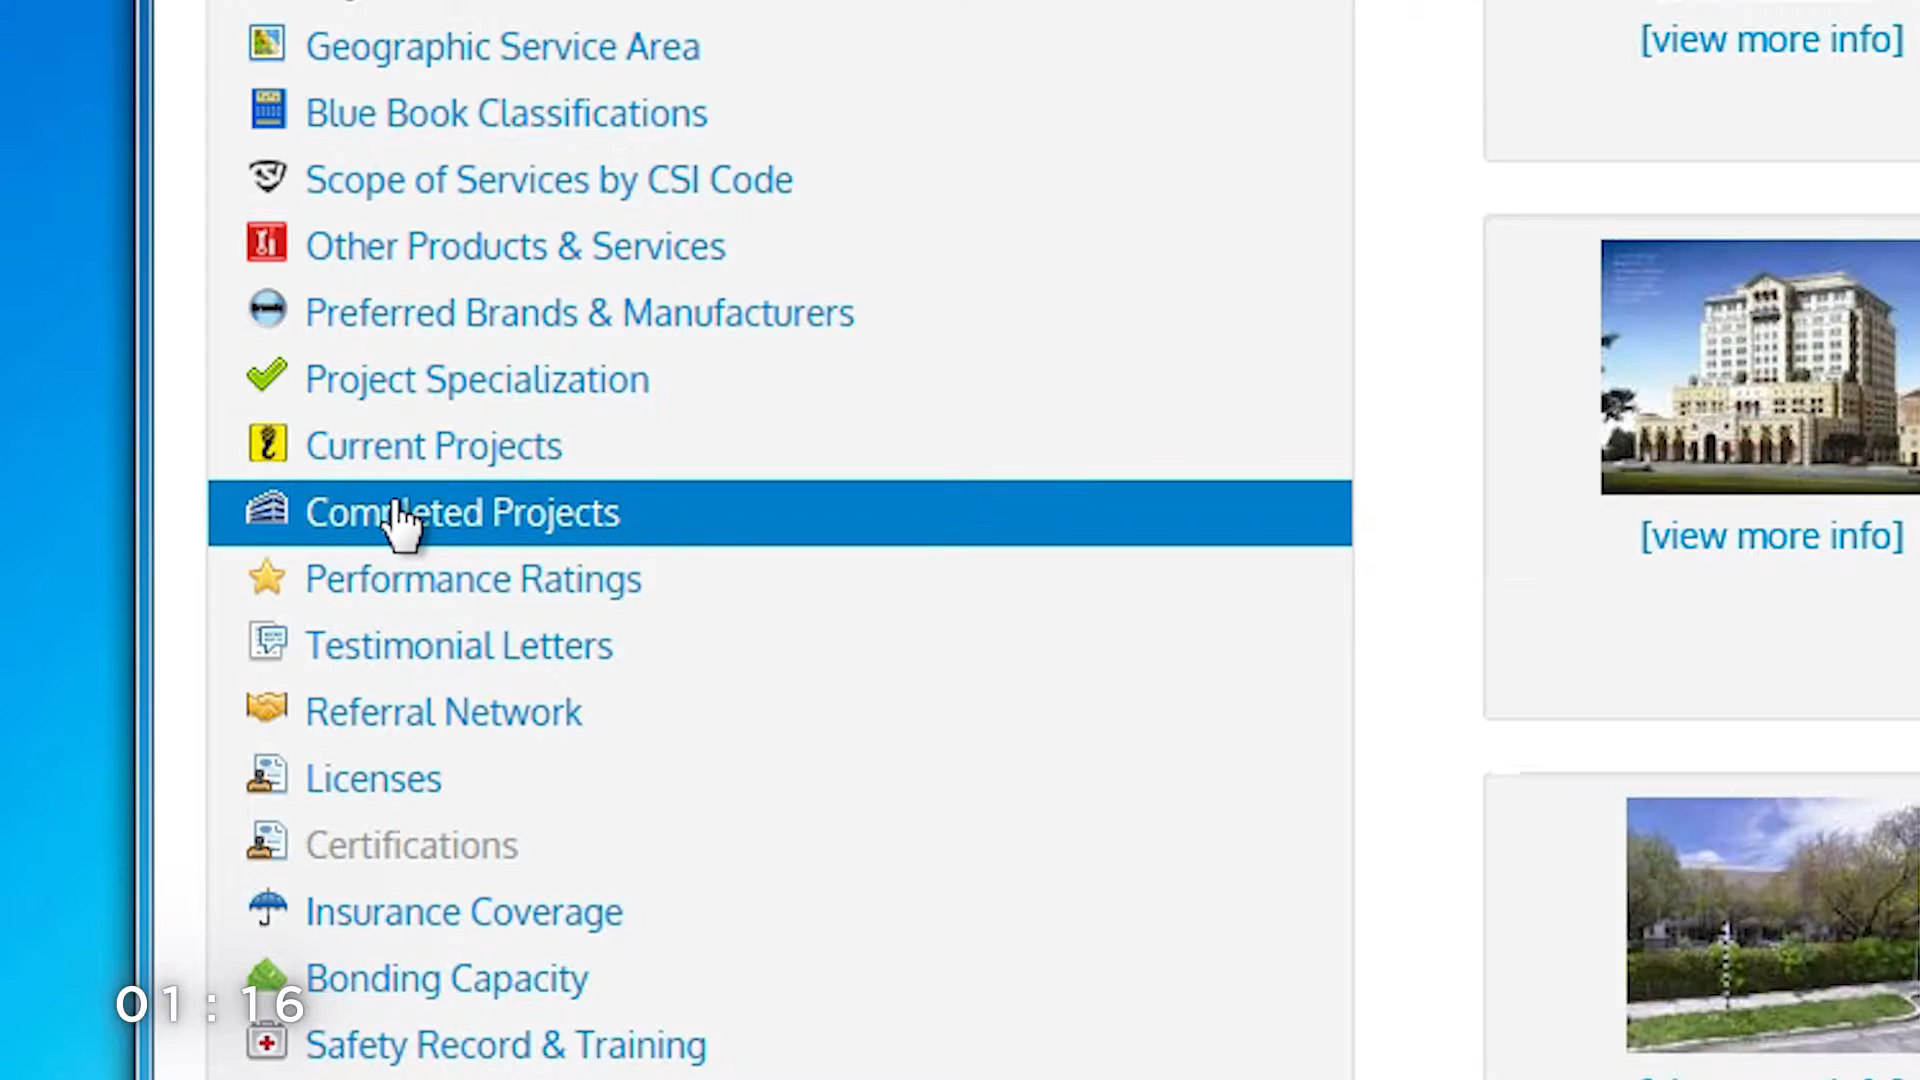 Geographic Service Area
Blue Book Classifications
Scope of Services by CSI Code
Other Products & Services
Preferred Brands & Manufacturers
Project Specialization
Current Projects
Completed Projects
Performance Ratings
Testimonial Letters
Referral Network
Licenses
Certifications
Insurance Coverage
Bonding Capacity
Safety Record & Training
[view more info]
[view more info]
01:16